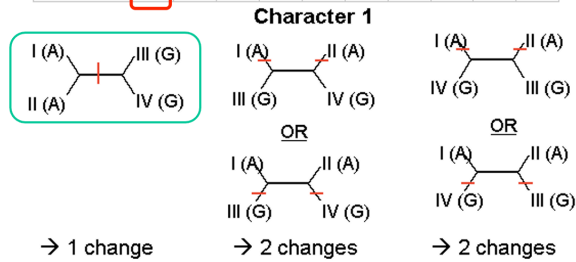 Character 1
I (A) III (G)
II (A) IV (G)
→ 1 change
I (A) II (A)
III (G) IV (G)
OR
I (A) II (A)
III (G) IV (G)
→ 2 changes
I (A) II (A)
IV (G) III (G)
OR
I (A) II (A)
IV (G) III (G)
→ 2 changes